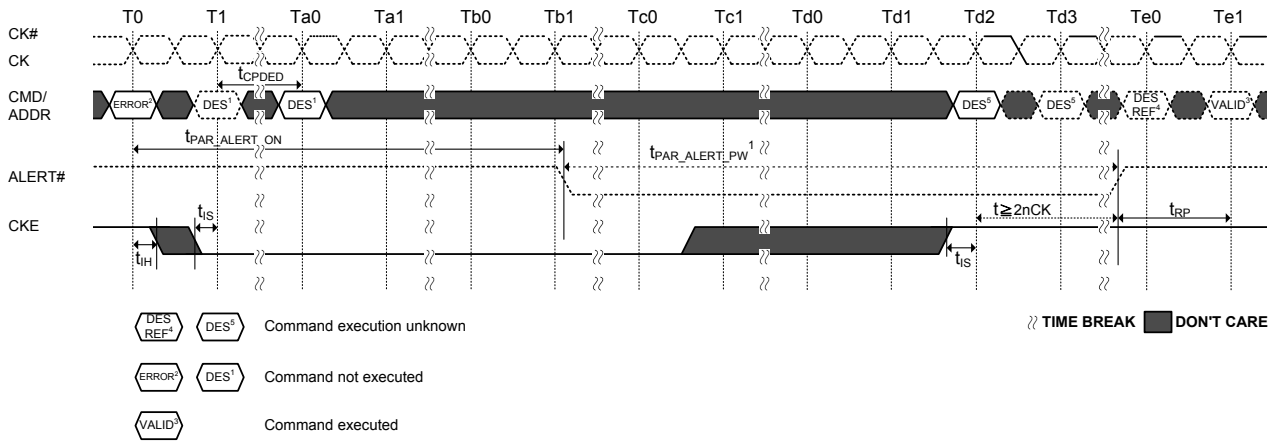 T0 T1 Ta0 Ta1 Tb0 Tb1 Tc0 Tc1 Td0 Td1 Td2 Td3 Te0 Te1
CK#
CK
tCPDED
CMD/
ADDR
ERROR² DES¹ DES¹ DES⁵ DES⁵ DES REF⁴ VALID³
tPAR_ALERT_ON
tPAR_ALERT_PW¹
ALERT#
tIS
t≧2nCK
tRP
CKE
tIH
tIS
DES REF⁴ DES⁵ Command execution unknown
TIME BREAK DON'T CARE
ERROR² DES¹ Command not executed
VALID³ Command executed